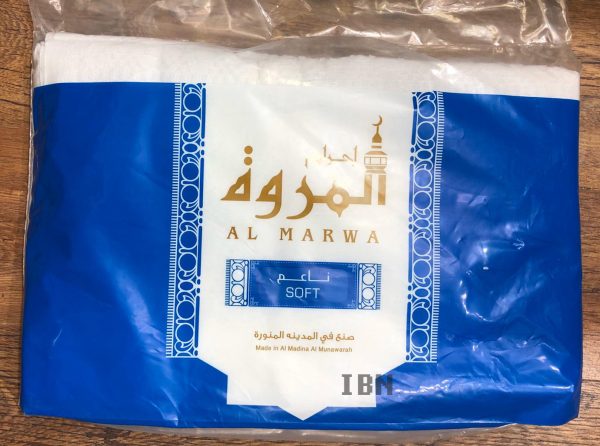 احرام
المروة
AL MARWA
ناعم
SOFT
صنع في المدينه المنورة
Made in Al Madina Al Munawarah
IBN